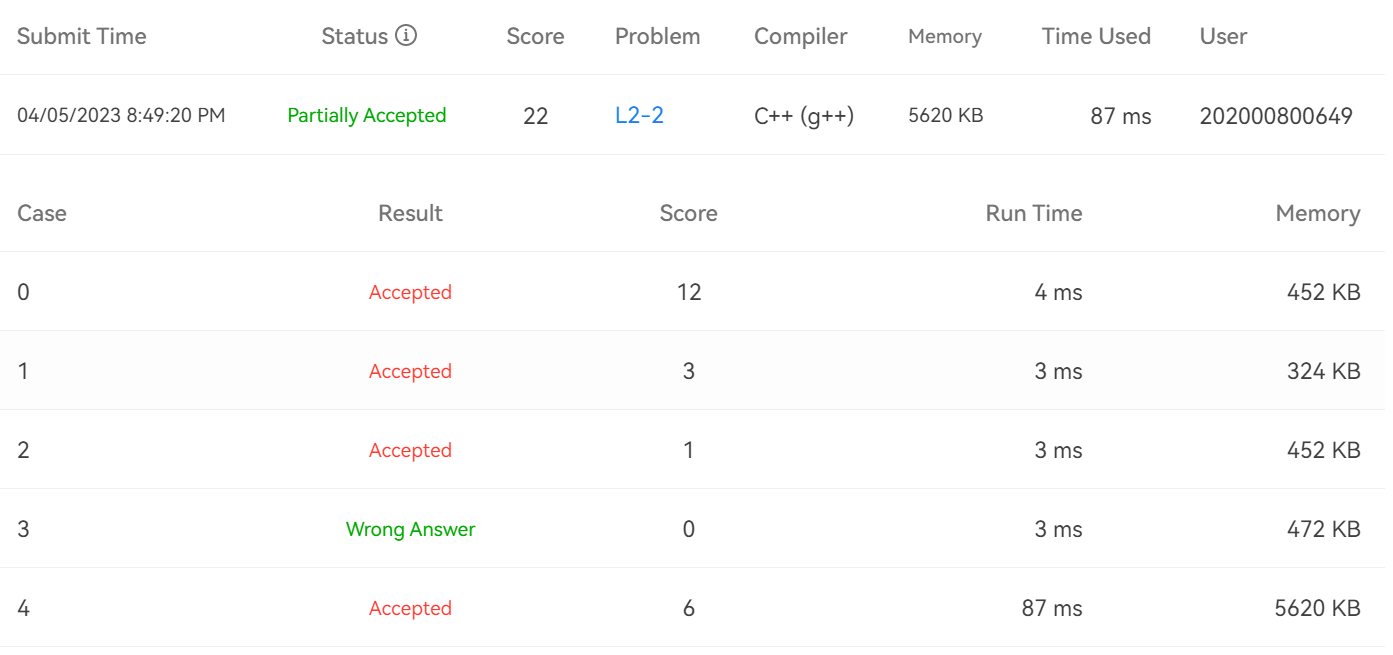 Submit Time Status Score Problem Compiler Memory Time Used User
04/05/2023 8:49:20 PM Partially Accepted 22 L2-2 C++ (g++) 5620 KB 87 ms 202000800649
Case Result Score Run Time Memory
0 Accepted 12 4 ms 452 KB
1 Accepted 3 3 ms 324 KB
2 Accepted 1 3 ms 452 KB
3 Wrong Answer 0 3 ms 472 KB
4 Accepted 6 87 ms 5620 KB